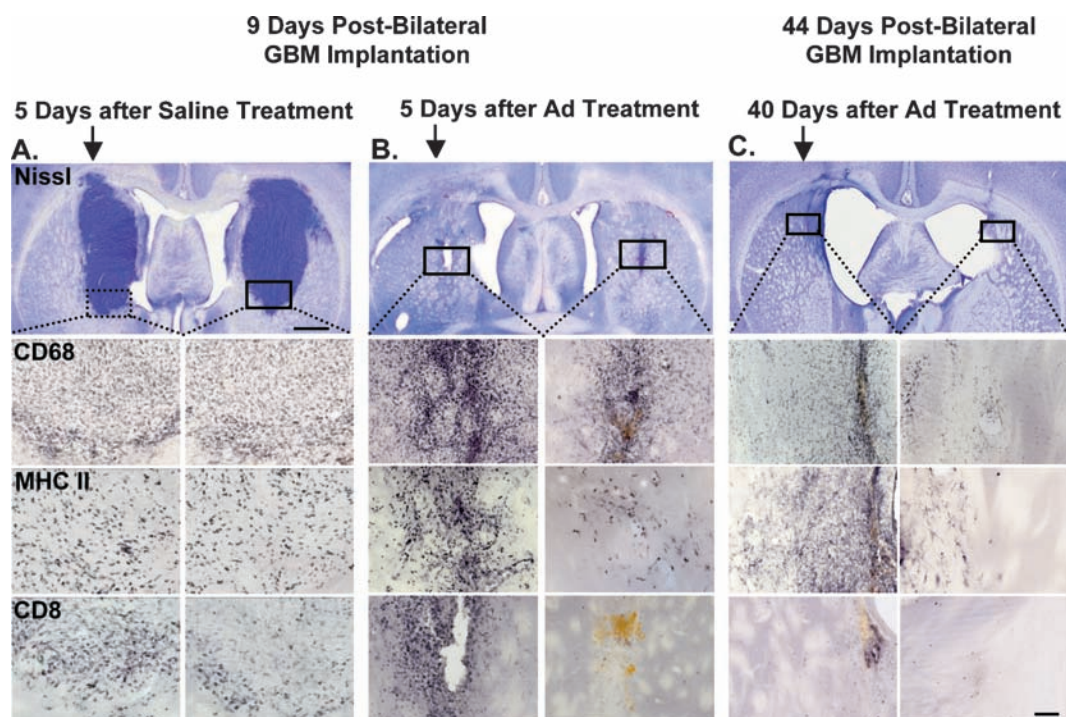 9 Days Post-Bilateral
GBM Implantation
44 Days Post-Bilateral
GBM Implantation
5 Days after Saline Treatment
5 Days after Ad Treatment
40 Days after Ad Treatment
A.
B.
C.
Nissl
CD68
MHC II
CD8